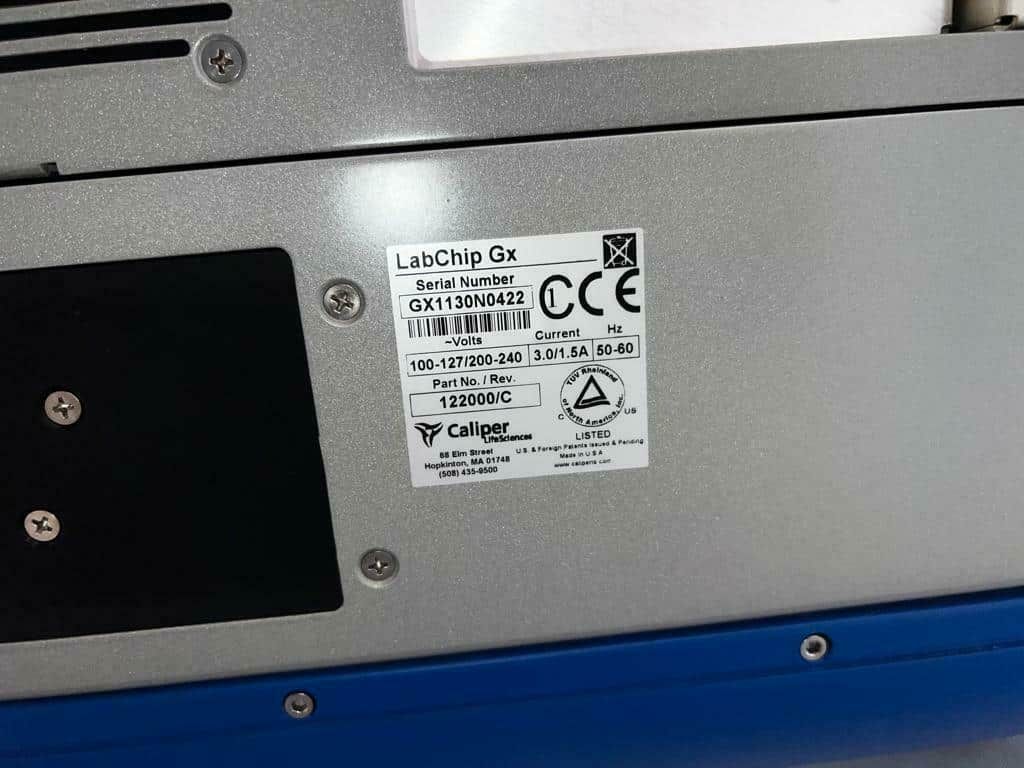 LabChip Gx
Serial Number
GX1130N0422
CE
~Volts
Current
Hz
100-127/200-240
3.0/1.5A
50-60
Part No. / Rev.
122000/C
TUV Rheinland
of North America, Inc.
C
US
LISTED
Caliper
LifeSciences
68 Elm Street
Hopkinton, MA 01748
(508) 435-9500
U.S. & Foreign Patents Issued & Pending
Made in U S A
www.caliperls.com